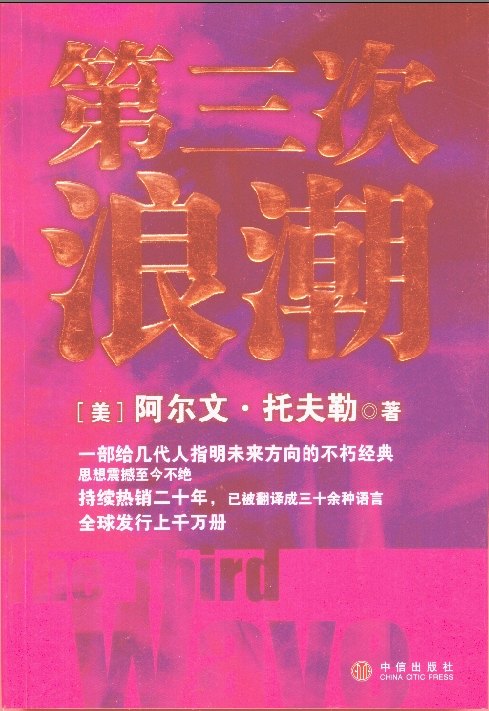 第三次
浪潮
[美]阿尔文·托夫勒◎著
一部给几代人指明未来方向的不朽经典
思想震撼至今不绝
持续热销二十年，已被翻译成三十余种语言
全球发行上千万册
The Third
Wave
中信出版社
CHINA CITIC PRESS